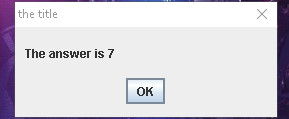 the title
The answer is 7
OK